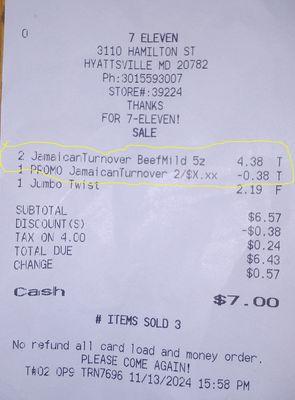 0
7 ELEVEN
3110 HAMILTON ST
HYATTSVILLE MD 20782
Ph:3015593007
STORE#:39224
THANKS
FOR 7-ELEVEN!
SALE
2 JamaicanTurnover BeefMild 5z 4.38 T
1 PROMO JamaicanTurnover 2/$X.xx -0.38 T
1 Jumbo Twist 2.19 F
SUBTOTAL $6.57
DISCOUNT(S) -$0.38
TAX ON 4.00 $0.24
TOTAL DUE $6.43
CHANGE $0.57
Cash $7.00
# ITEMS SOLD 3
No refund all card load and money order.
PLEASE COME AGAIN!
T#02 OP9 TRN7696 11/13/2024 15:58 PM